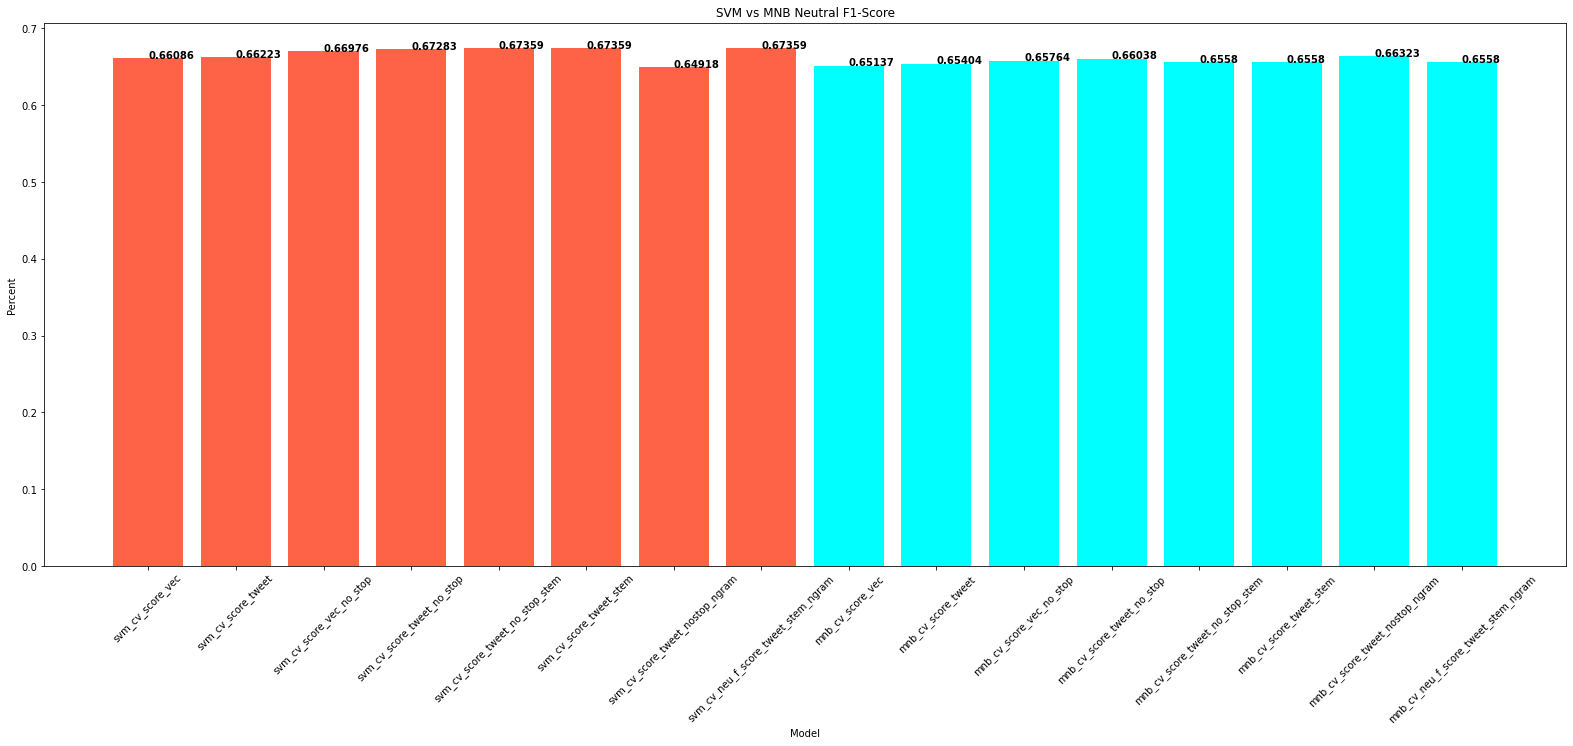 SVM vs MNB Neutral F1-Score
0.7
0.6
0.5
0.4
0.3
0.2
0.1
0.0
Percent
0.66086
0.66223
0.66976
0.67283
0.67359
0.67359
0.64918
0.67359
0.65137
0.65404
0.65764
0.66038
0.6558
0.6558
0.66323
0.6558
svm_cv_score_vec
svm_cv_score_tweet
svm_cv_score_vec_no_stop
svm_cv_score_tweet_no_stop
svm_cv_score_tweet_no_stop_stem
svm_cv_score_tweet_stem
svm_cv_score_tweet_nostop_ngram
svm_cv_neu_f_score_tweet_stem_ngram
mnb_cv_score_vec
mnb_cv_score_tweet
mnb_cv_score_vec_no_stop
mnb_cv_score_tweet_no_stop
mnb_cv_score_tweet_no_stop_stem
mnb_cv_score_tweet_stem
mnb_cv_score_tweet_nostop_ngram
mnb_cv_neu_f_score_tweet_stem_ngram
Model